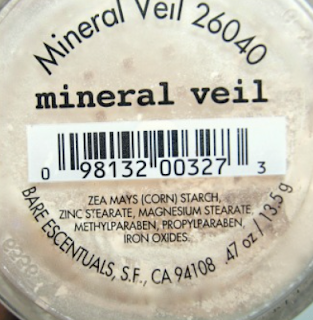 Mineral Veil 26040
mineral veil
0 98132 00327 3
ZEA MAYS (CORN) STARCH,
ZINC STEARATE, MAGNESIUM STEARATE,
METHYLPARABEN, PROPYLPARABEN,
IRON OXIDES.
BARE ESCENTUALS, S.F., CA 94108 .47 oz / 13.5 g